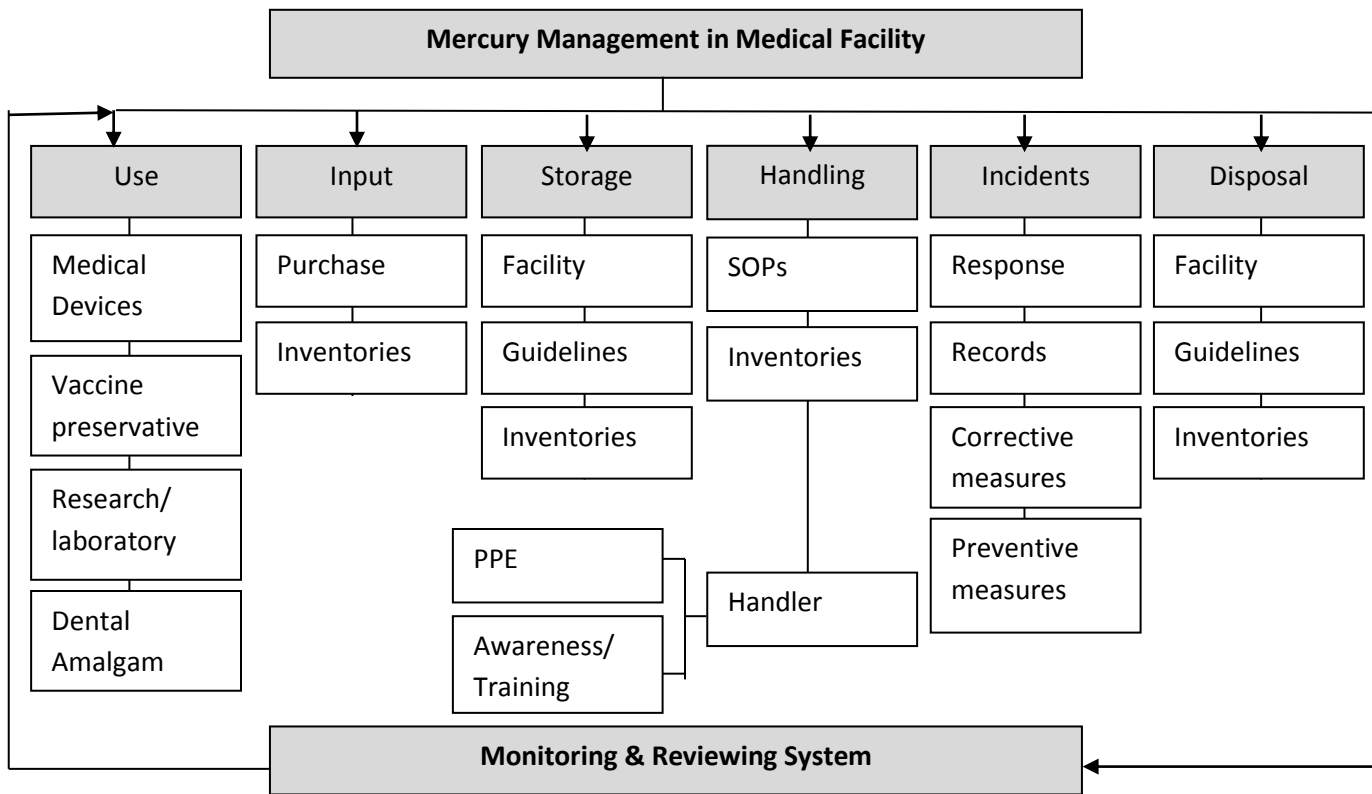 Mercury Management in Medical Facility
Use
Input
Storage
Handling
Incidents
Disposal
Medical
Devices
Vaccine
preservative
Research/
laboratory
Dental
Amalgam
Purchase
Inventories
Facility
Guidelines
Inventories
SOPs
Inventories
Handler
PPE
Awareness/
Training
Response
Records
Corrective
measures
Preventive
measures
Facility
Guidelines
Inventories
Monitoring & Reviewing System